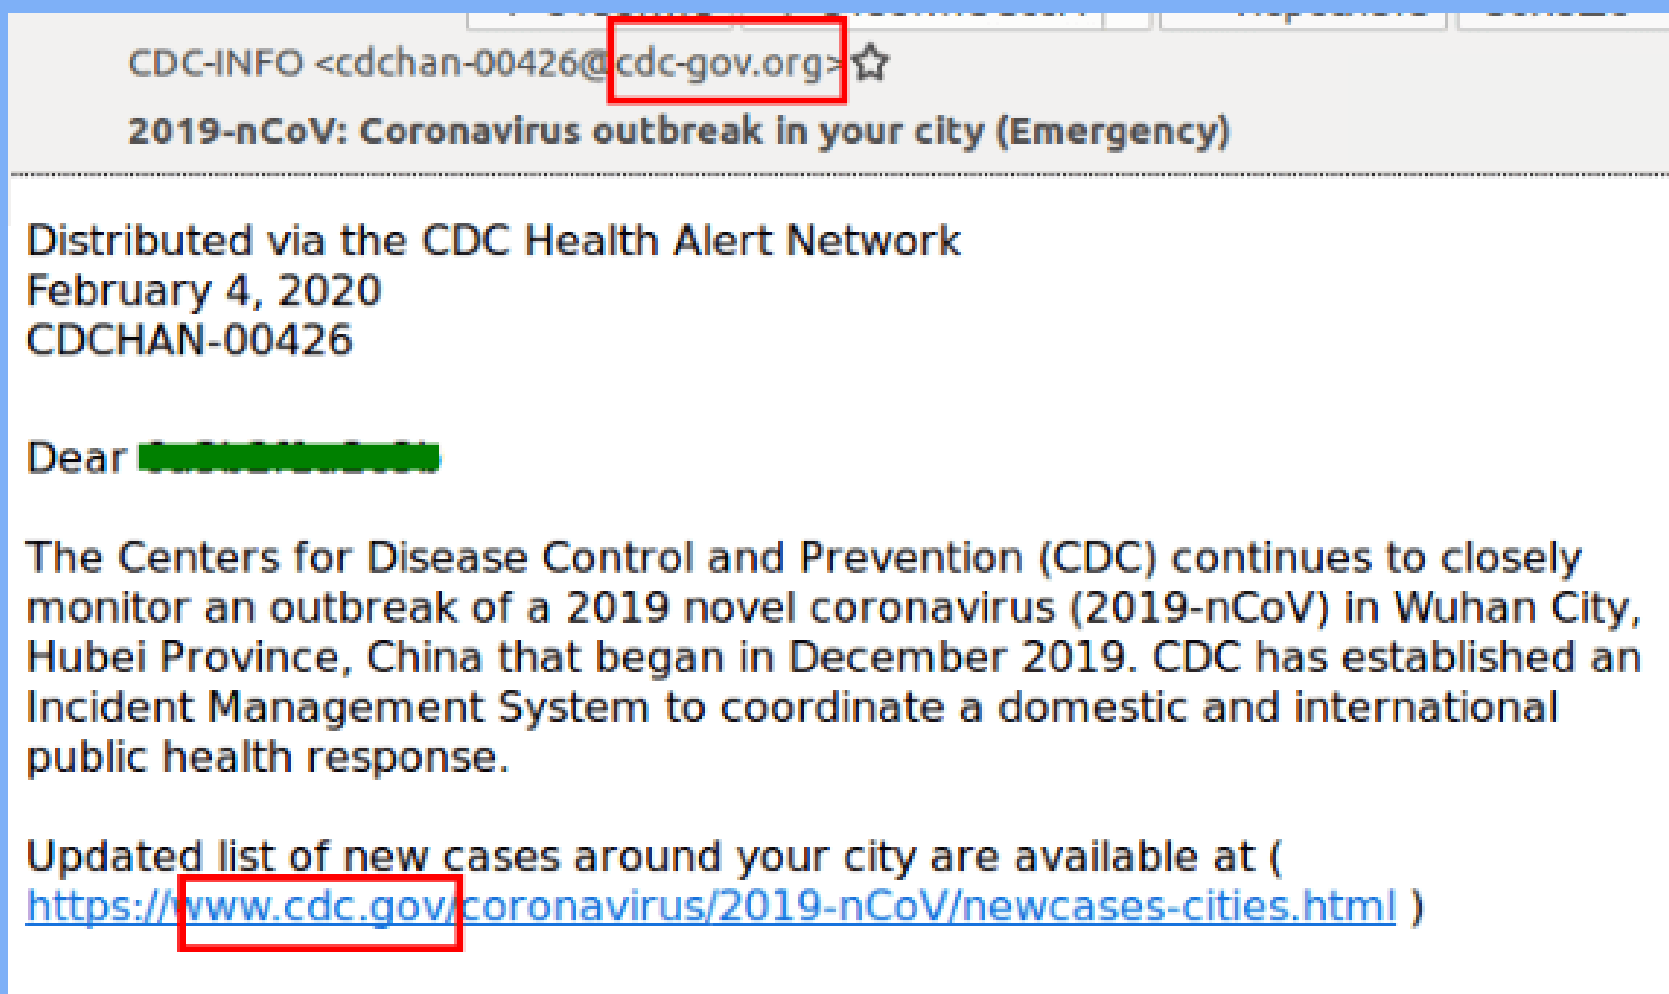 CDC-INFO <cdchan-00426@cdc-gov.org>
2019-nCoV: Coronavirus outbreak in your city (Emergency)
Distributed via the CDC Health Alert Network
February 4, 2020
CDCHAN-00426
Dear
The Centers for Disease Control and Prevention (CDC) continues to closely
monitor an outbreak of a 2019 novel coronavirus (2019-nCoV) in Wuhan City,
Hubei Province, China that began in December 2019. CDC has established an
Incident Management System to coordinate a domestic and international
public health response.
Updated list of new cases around your city are available at (
https://www.cdc.gov/coronavirus/2019-nCoV/newcases-cities.html )